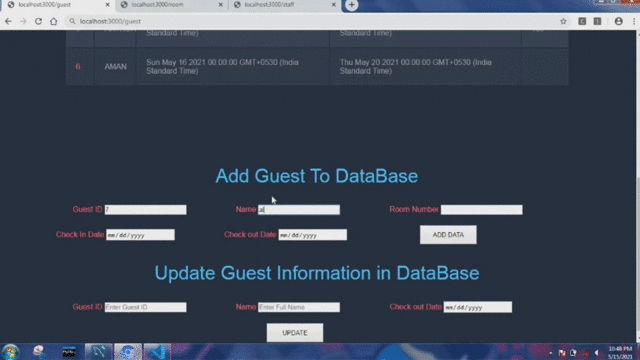 localhost:3000/guest localhost:3000/room localhost:3000/staff
localhost:3000/guest
Standard Time) Standard Time)
6 AMAN Sun May 16 2021 00:00:00 GMT+0530 (India Thu May 20 2021 00:00:00 GMT+0530 (India
Standard Time) Standard Time)
Add Guest To DataBase
Guest ID 7 Name Room Number
Check In Date mm/dd/yyyy Check out Date mm/dd/yyyy ADD DATA
Update Guest Information in DataBase
Guest ID Enter Guest ID Name Enter Full Name Check out Date mm/dd/yyyy
UPDATE
10:48 PM
5/15/2021